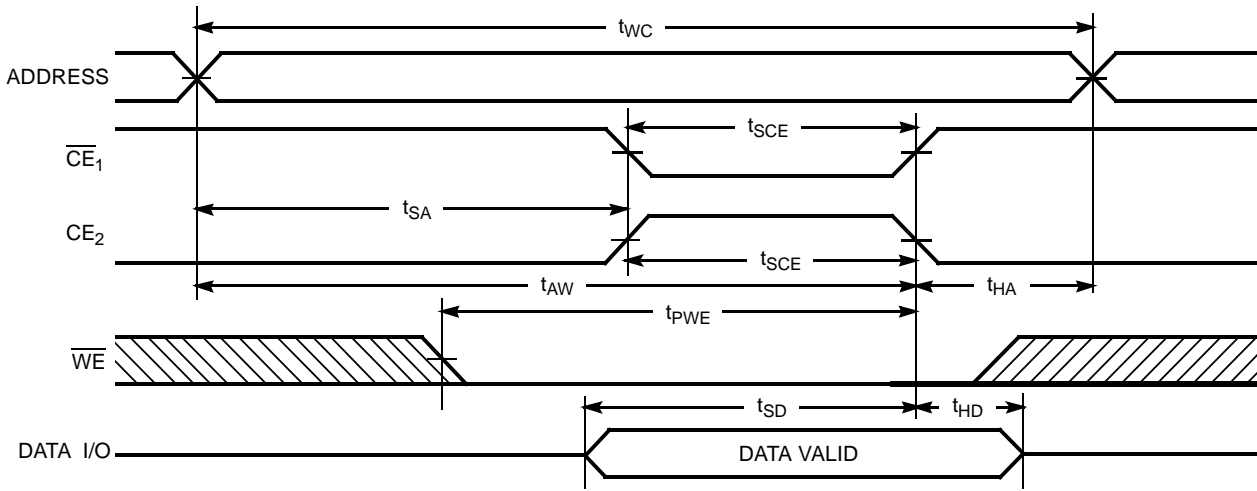 tWC
ADDRESS
tSCE
CE1
tSA
CE2
tSCE
tAW
tHA
tPWE
WE
tSD
tHD
DATA I/O
DATA VALID